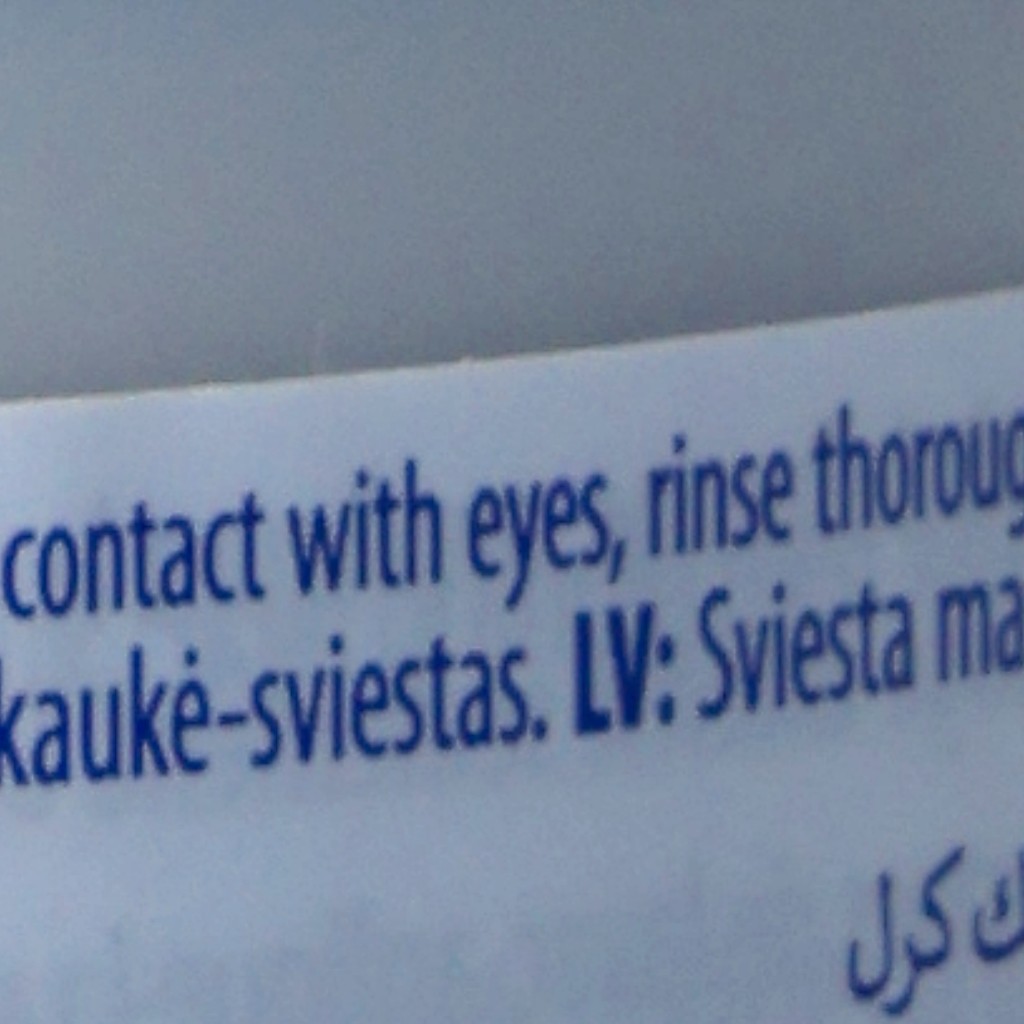 contact with eyes, rinse thoroug
kaukė-sviestas. LV: Sviesta ma
ك كرل